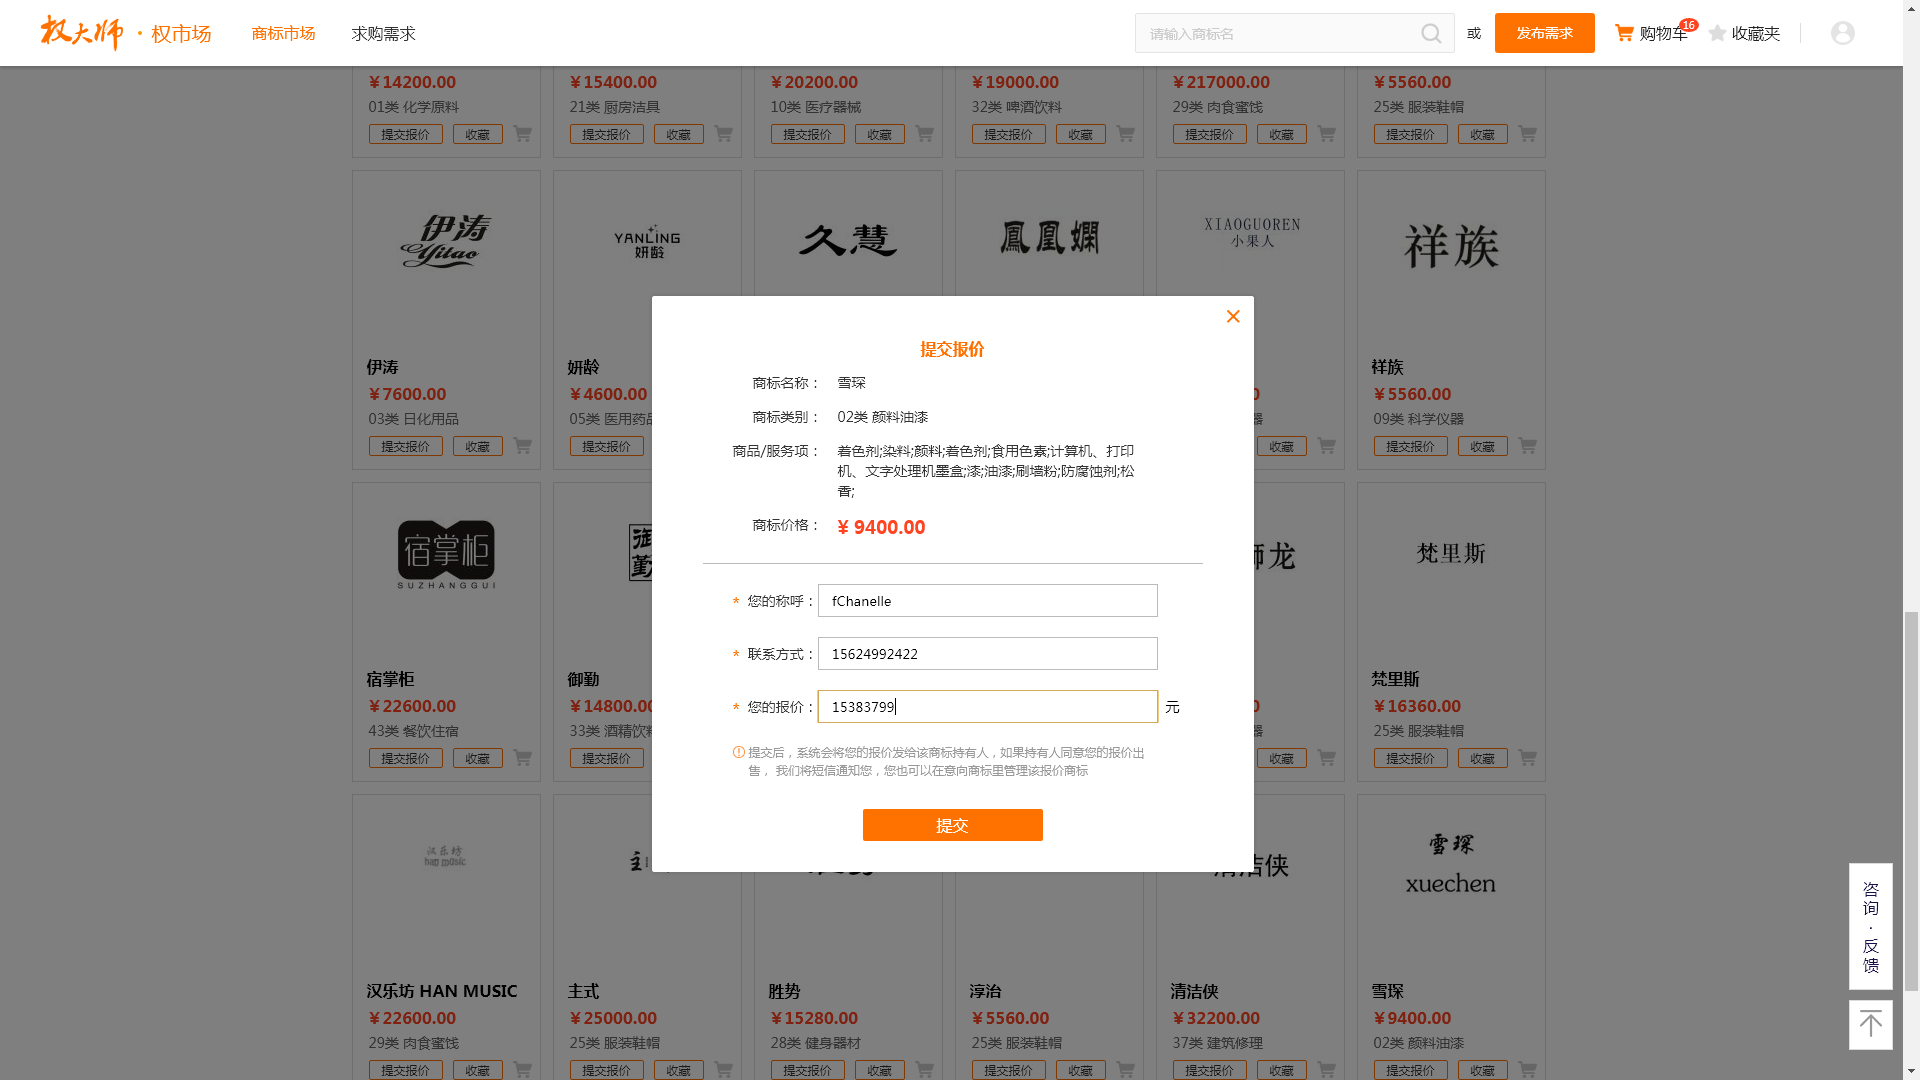 权大师 · 权市场 商标市场 求购需求 请输入商标名 或 发布需求 购物车 16 收藏夹
￥14200.00 ￥15400.00 ￥20200.00 ￥19000.00 ￥217000.00 ￥5560.00
01类 化学原料 21类 厨房洁具 10类 医疗器械 32类 啤酒饮料 29类 肉食蜜饯 25类 服装鞋帽
提交报价 收藏 提交报价 收藏 提交报价 收藏 提交报价 收藏 提交报价 收藏 提交报价 收藏
伊涛 Yitao YANLING 妍龄 久慧 鳳凰嫻 XIAOGUOREN 小果人 祥族
伊涛 妍龄 祥族
￥7600.00 ￥4600.00 0 ￥5560.00
03类 日化用品 05类 医用药品 器 09类 科学仪器
提交报价 收藏 提交报价 收藏 提交报价 收藏
宿掌柜 SUZHANGGUI 御勤 狮龙 梵里斯
宿掌柜 御勤 梵里斯
￥22600.00 ￥14800.00 0 ￥16360.00
43类 餐饮住宿 33类 酒精饮料 器 25类 服装鞋帽
提交报价 收藏 提交报价 收藏 提交报价 收藏
汉乐坊 han music 主 清洁侠 雪琛 xuechen
汉乐坊 HAN MUSIC 主式 胜势 淳治 清洁侠 雪琛
￥22600.00 ￥25000.00 ￥15280.00 ￥5560.00 ￥32200.00 ￥9400.00
29类 肉食蜜饯 25类 服装鞋帽 28类 健身器材 25类 服装鞋帽 37类 建筑修理 02类 颜料油漆
提交报价 收藏 提交报价 收藏 提交报价 收藏 提交报价 收藏 提交报价 收藏 提交报价 收藏
提交报价
商标名称： 雪琛
商标类别： 02类 颜料油漆
商品/服务项： 着色剂;染料;颜料;着色剂;食用色素;计算机、打印
机、文字处理机墨盒;漆;油漆;刷墙粉;防腐蚀剂;松
香;
商标价格： ¥ 9400.00
* 您的称呼： fChanelle
* 联系方式： 15624992422
* 您的报价： 15383799 元
提交后，系统会将您的报价发给该商标持有人，如果持有人同意您的报价出
售， 我们将短信通知您，您也可以在意向商标里管理该报价商标
提交
咨
询
·
反
馈